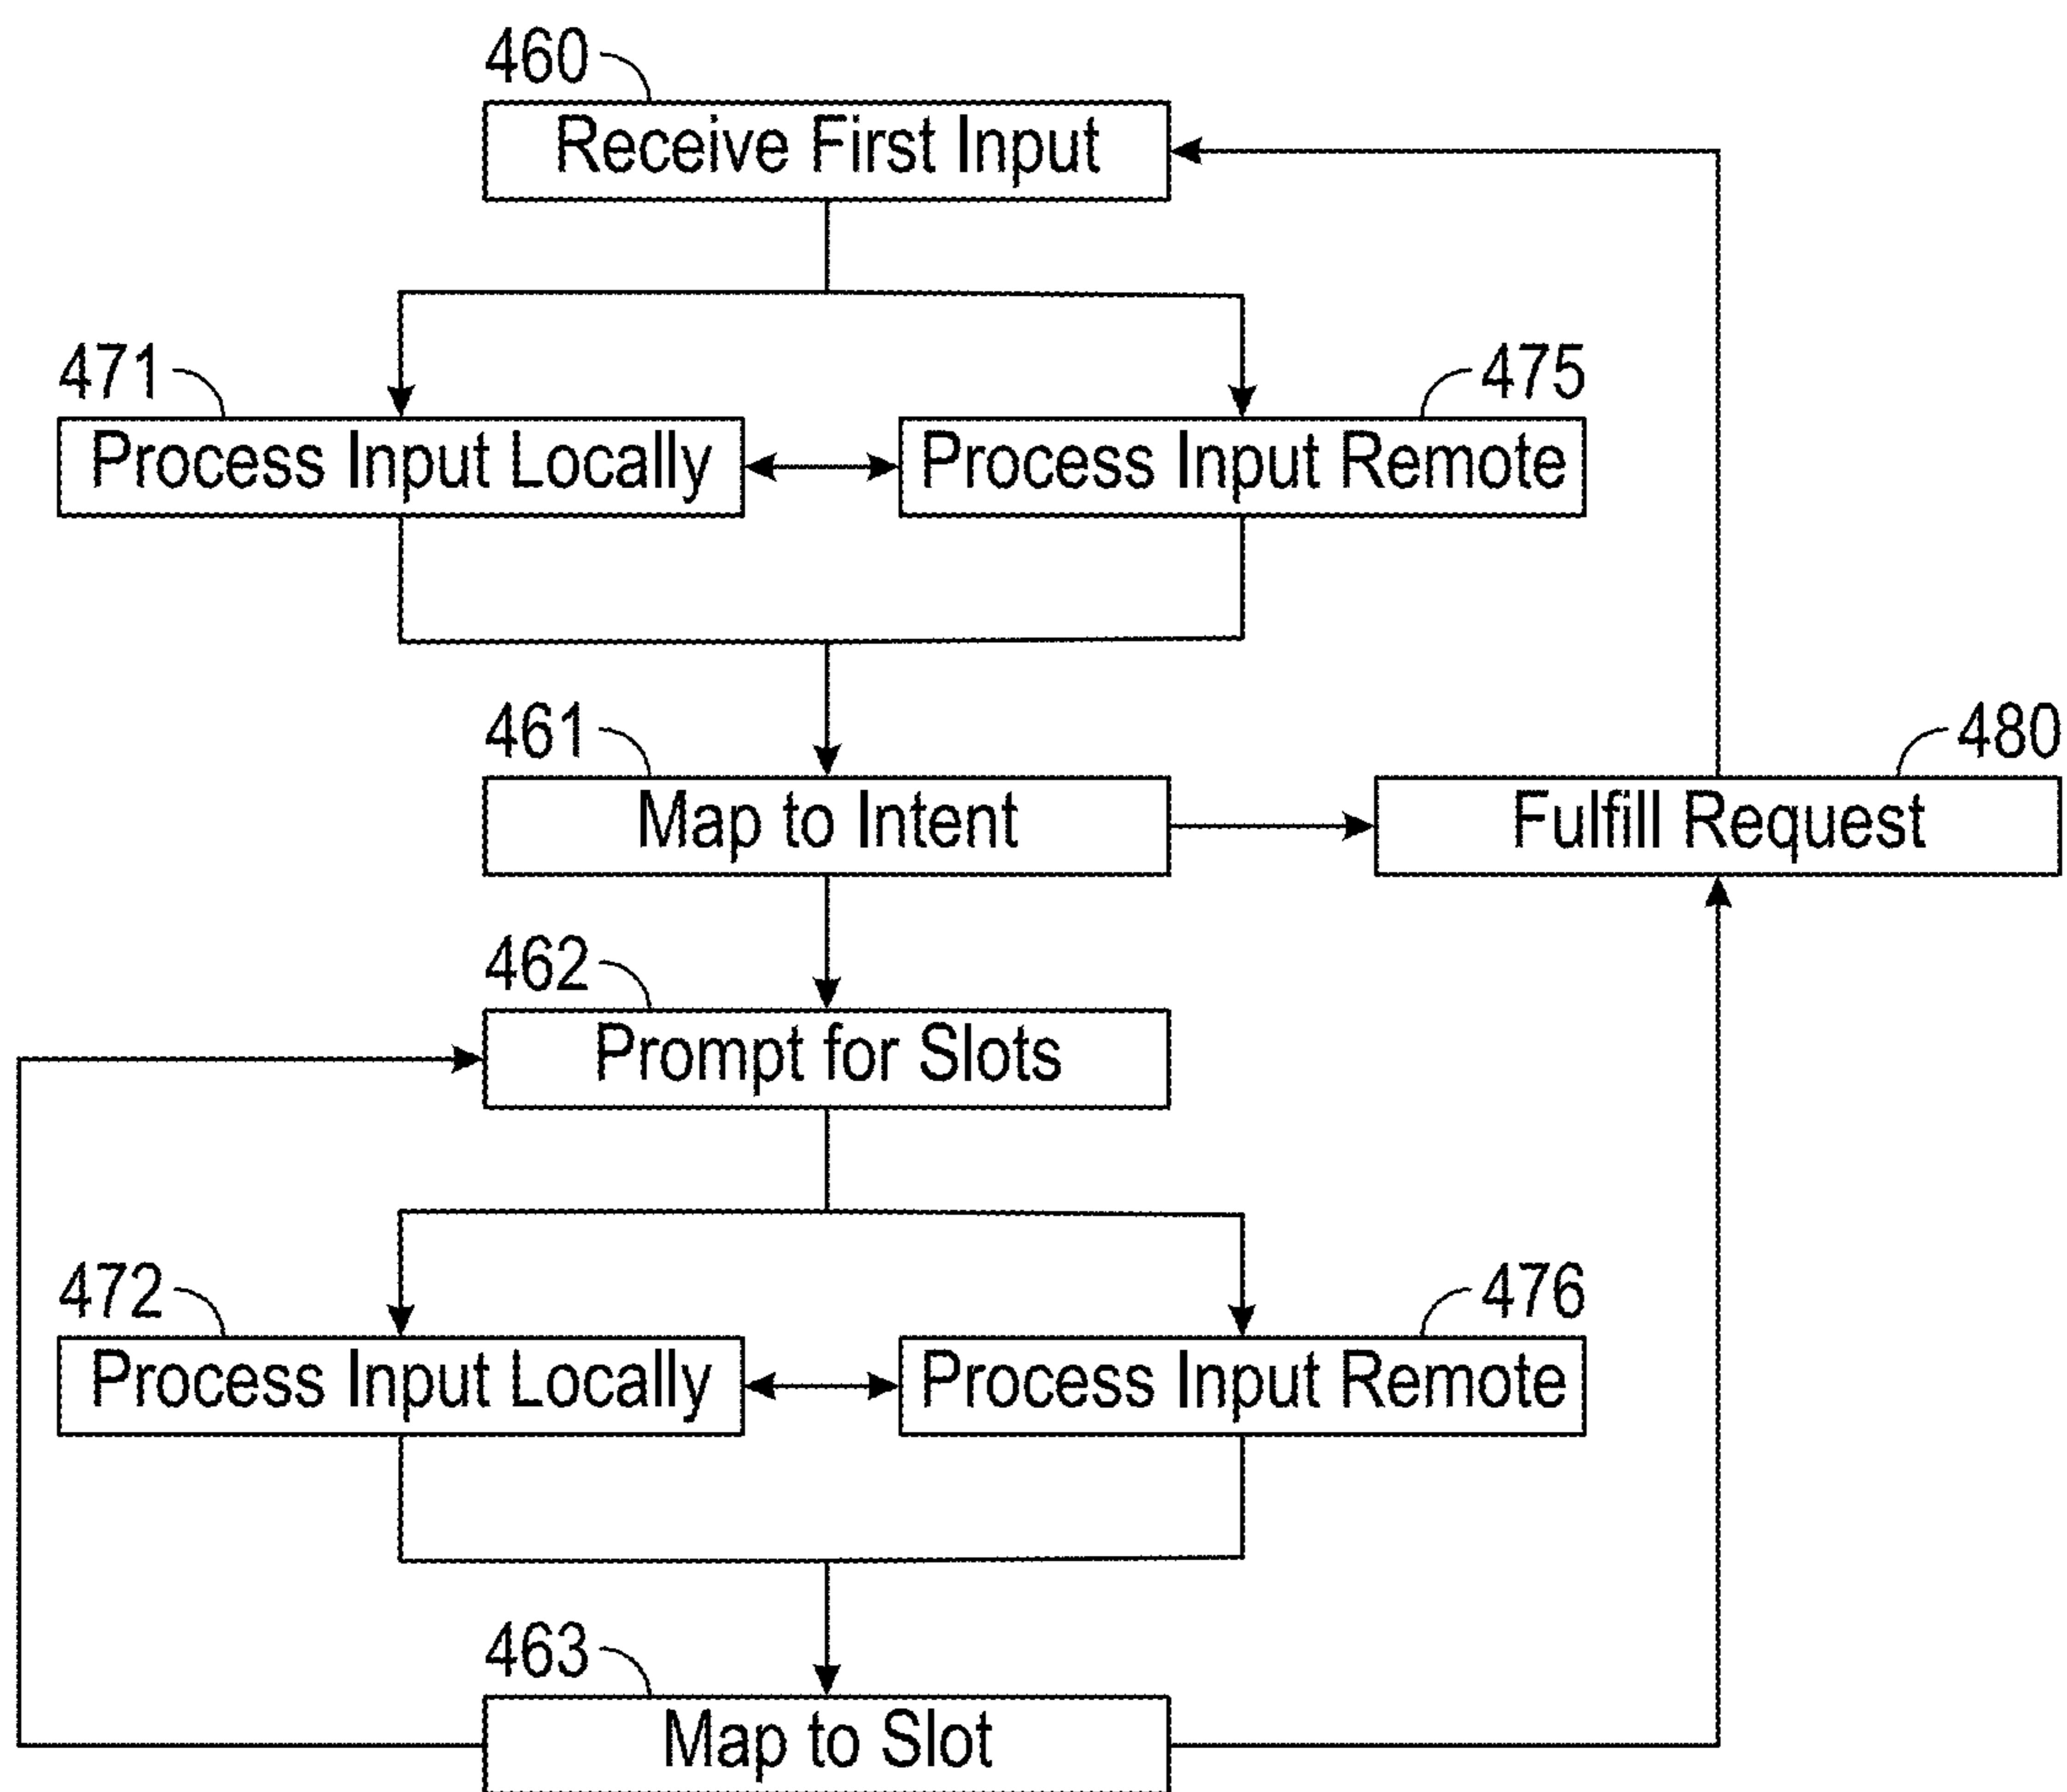 460
Receive First Input
471
475
Process Input Locally
Process Input Remote
461
480
Map to Intent
Fulfill Request
462
Prompt for Slots
472
476
Process Input Locally
Process Input Remote
463
Map to Slot